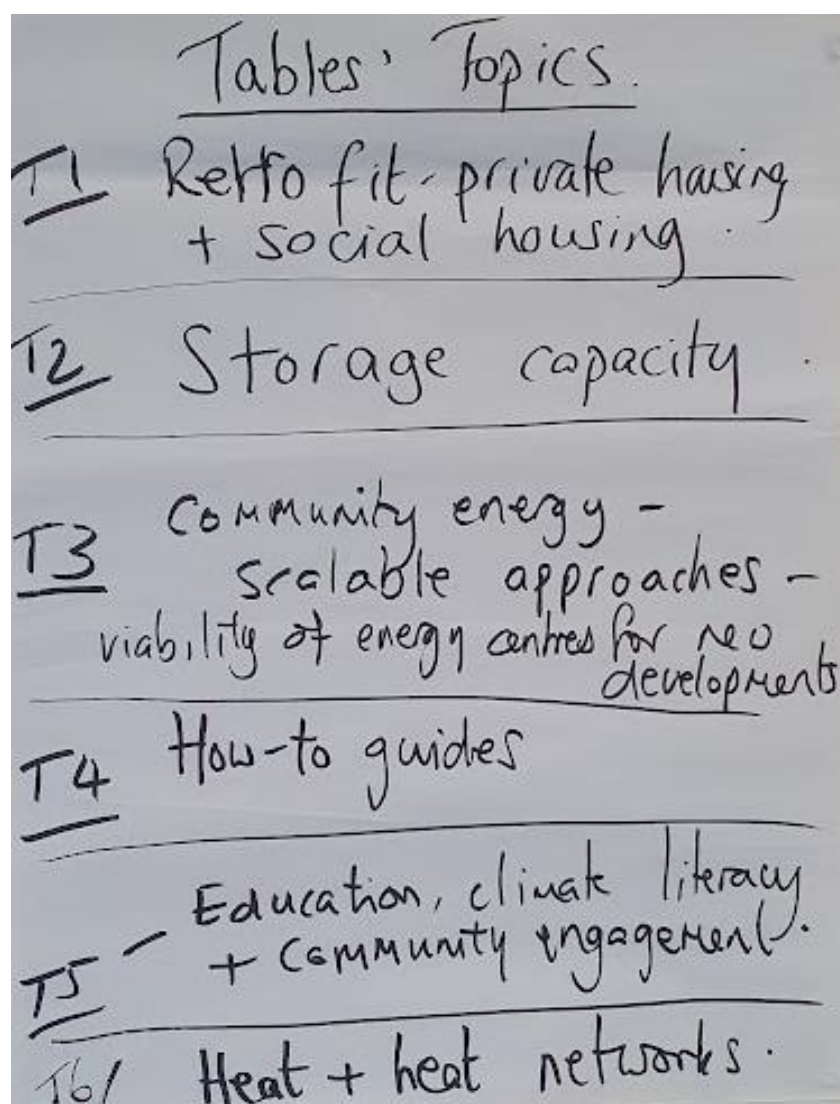 Tables' Topics.
T1 Retrofit - private housing
+ social housing.
T2 Storage capacity.
T3 Community energy -
scalable approaches -
viability of energy centres for new
developments
T4 How-to guides
Education, climate literacy
T5 - + community engagement.
T6/ Heat + heat networks.